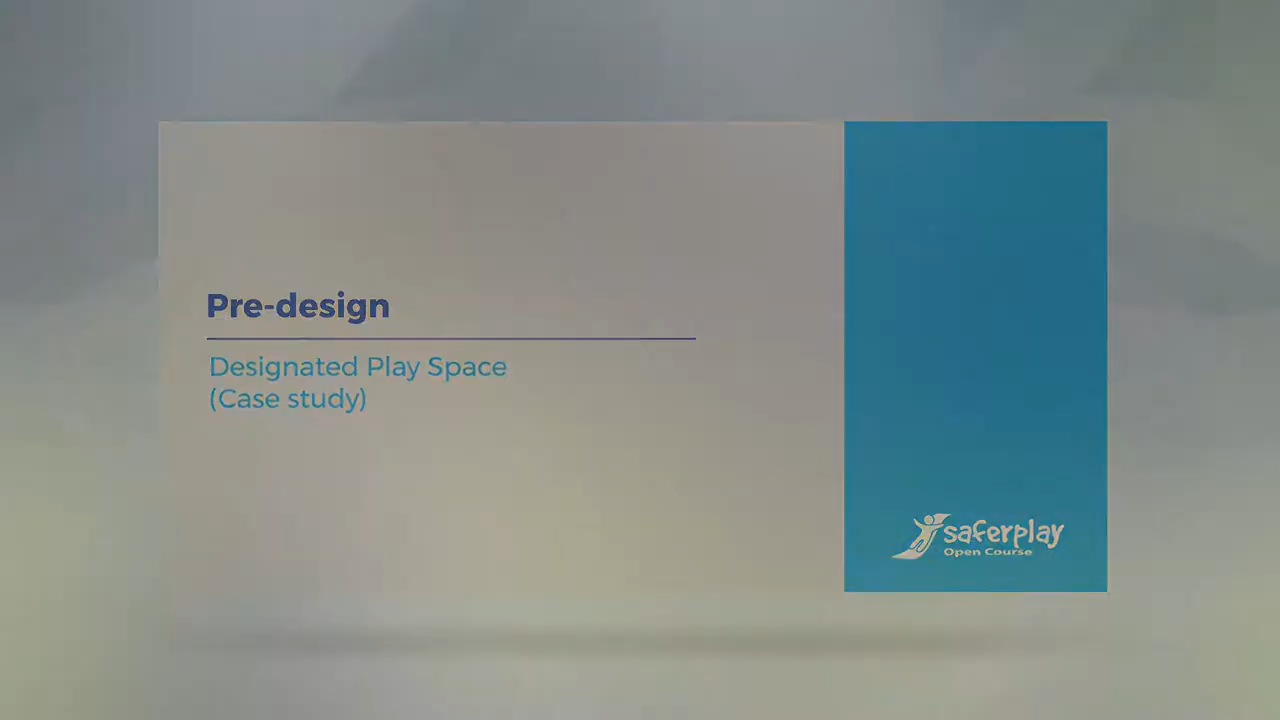 Pre-design
Designated Play Space
(Case study)
saferplay
Open Course